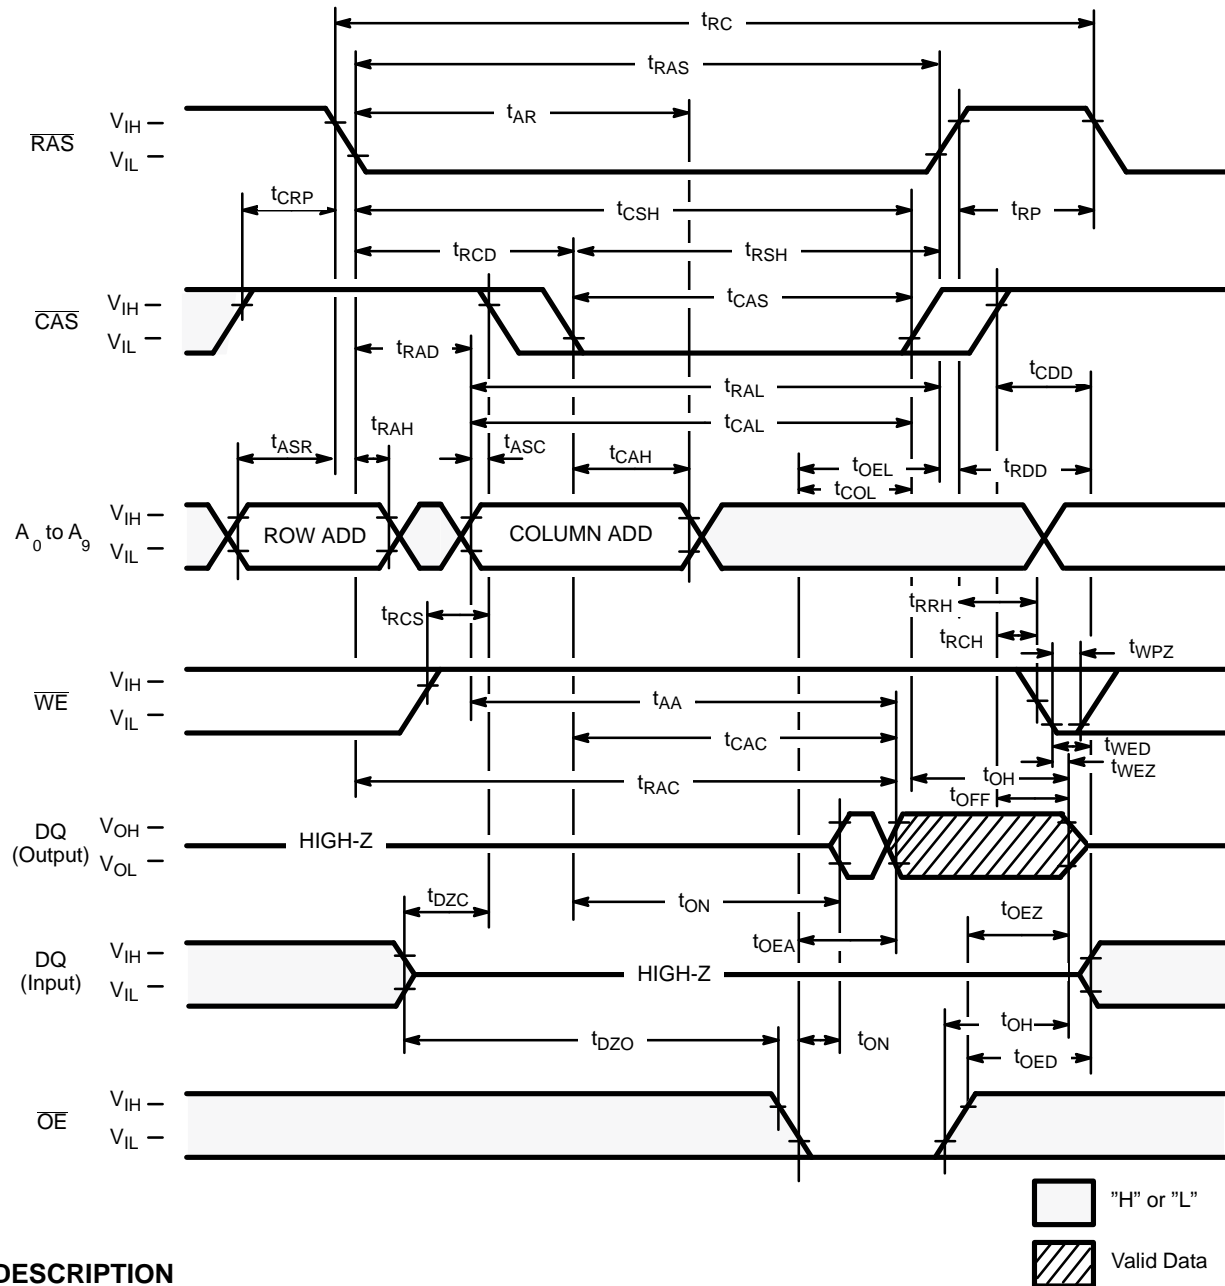 tRC
tRAS
tAR
RAS
VIH
VIL
tCRP
tCSH
tRP
tRCD
tRSH
CAS
VIH
VIL
tCAS
tRAD
tCDD
tRAL
tRAH
tCAL
tASR
tASC
tCAH
tOEL
tRDD
tCOL
A0 to A9
VIH
VIL
ROW ADD
COLUMN ADD
tRRH
tRCS
tRCH
tWPZ
WE
VIH
VIL
tAA
tCAC
tWED
tWEZ
tRAC
tOH
tOFF
DQ
(Output)
VOH
VOL
HIGH-Z
tDZC
tON
tOEZ
tOEA
DQ
(Input)
VIH
VIL
HIGH-Z
tOH
tDZO
tON
tOED
OE
VIH
VIL
”H” or ”L”
Valid Data
DESCRIPTION